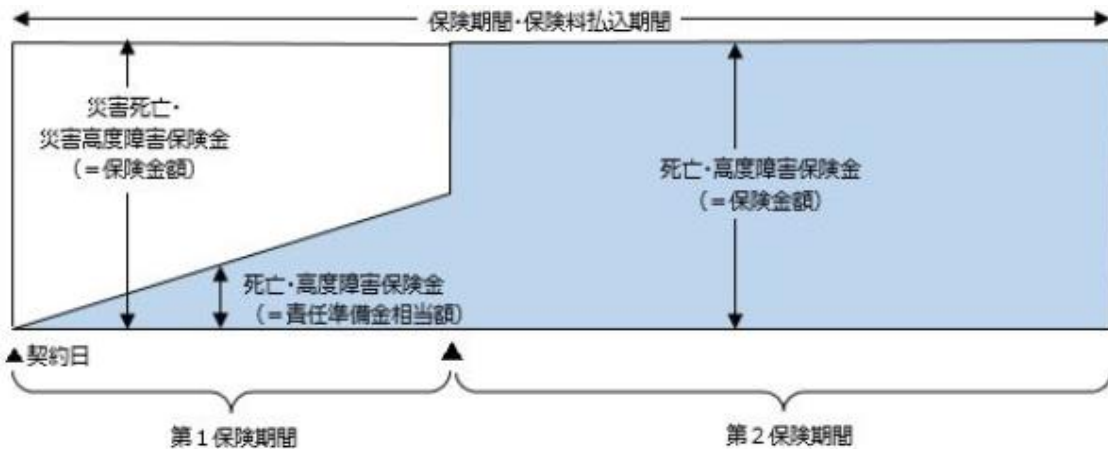 保険期間・保険料払込期間
災害死亡・
災害高度障害保険金
(＝保険金額)
死亡・高度障害保険金
(＝保険金額)
死亡・高度障害保険金
(＝責任準備金相当額)
▲契約日
▲
第1保険期間
第2保険期間